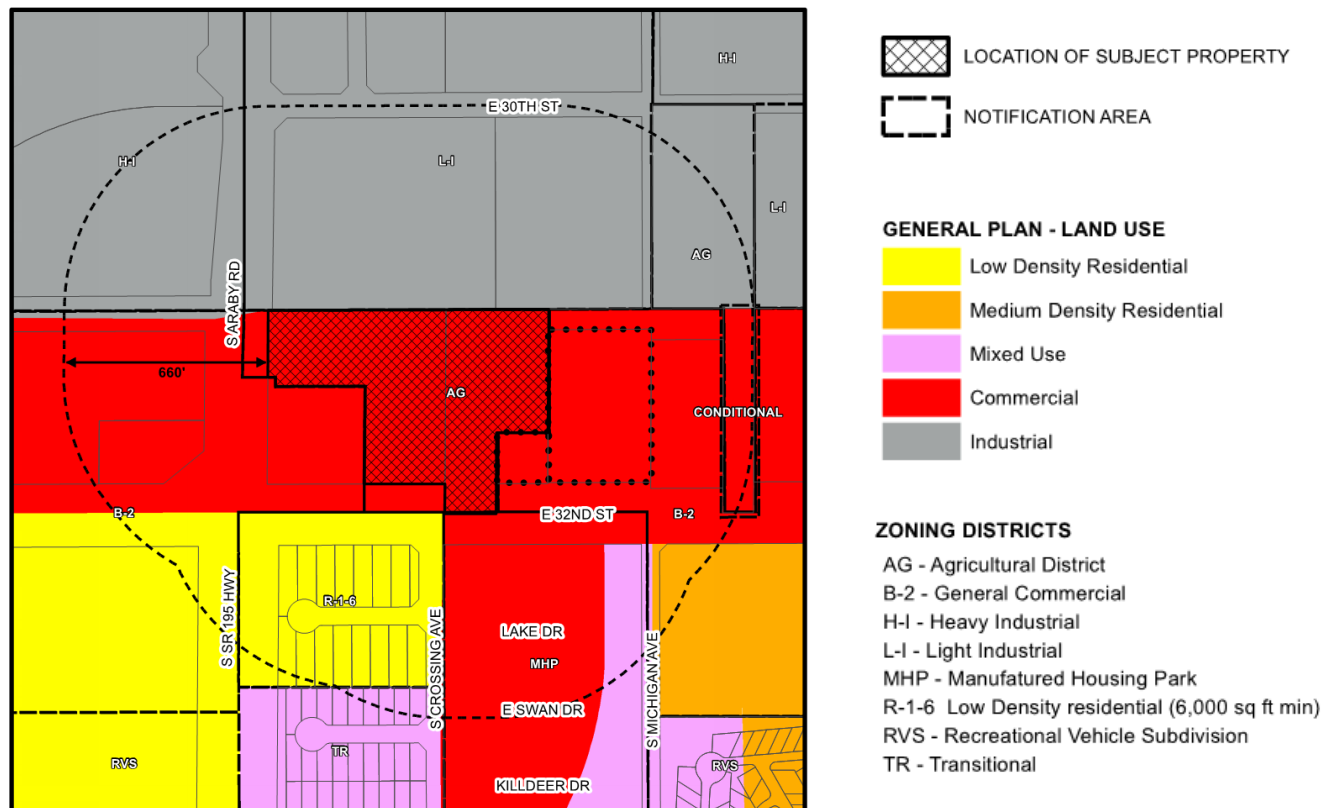 H-I
E 30TH ST
H-I
L-I
L-I
AG
S ARABY RD
660'
AG
CONDITIONAL
B-2
E 32ND ST
B-2
R-1-6
S SR 195 HWY
S CROSSING AVE
LAKE DR
MHP
S MICHIGAN AVE
E SWAN DR
TR
RVS
RVS
KILLDEER DR
LOCATION OF SUBJECT PROPERTY
NOTIFICATION AREA
GENERAL PLAN - LAND USE
Low Density Residential
Medium Density Residential
Mixed Use
Commercial
Industrial
ZONING DISTRICTS
AG - Agricultural District
B-2 - General Commercial
H-I - Heavy Industrial
L-I - Light Industrial
MHP - Manufatured Housing Park
R-1-6 Low Density residential (6,000 sq ft min)
RVS - Recreational Vehicle Subdivision
TR - Transitional